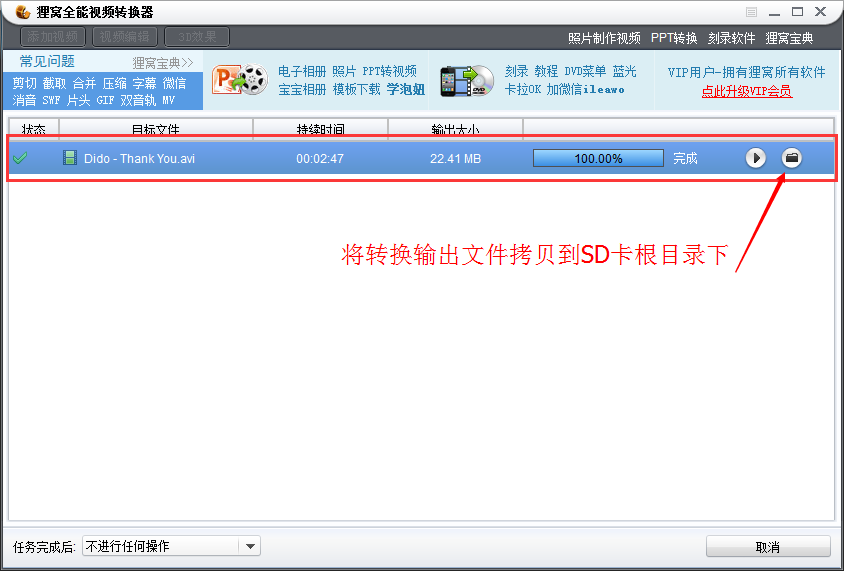 狸窝全能视频转换器
添加视频 视频编辑 3D效果 照片制作视频 PPT转换 刻录软件 狸窝宝典
常见问题 狸窝宝典>>
剪切 截取 合并 压缩 字幕 微信
消音 SWF 片头 GIF 双音轨 MV
电子相册 照片 PPT转视频
宝宝相册 模板下载 学泡妞
刻录 教程 DVD菜单 蓝光
卡拉OK 加微信ileawo
VIP用户-拥有狸窝所有软件
点此升级VIP会员
状态 目标文件 持续时间 输出大小
Dido - Thank You.avi 00:02:47 22.41 MB 100.00% 完成
将转换输出文件拷贝到SD卡根目录下
任务完成后: 不进行任何操作 取消